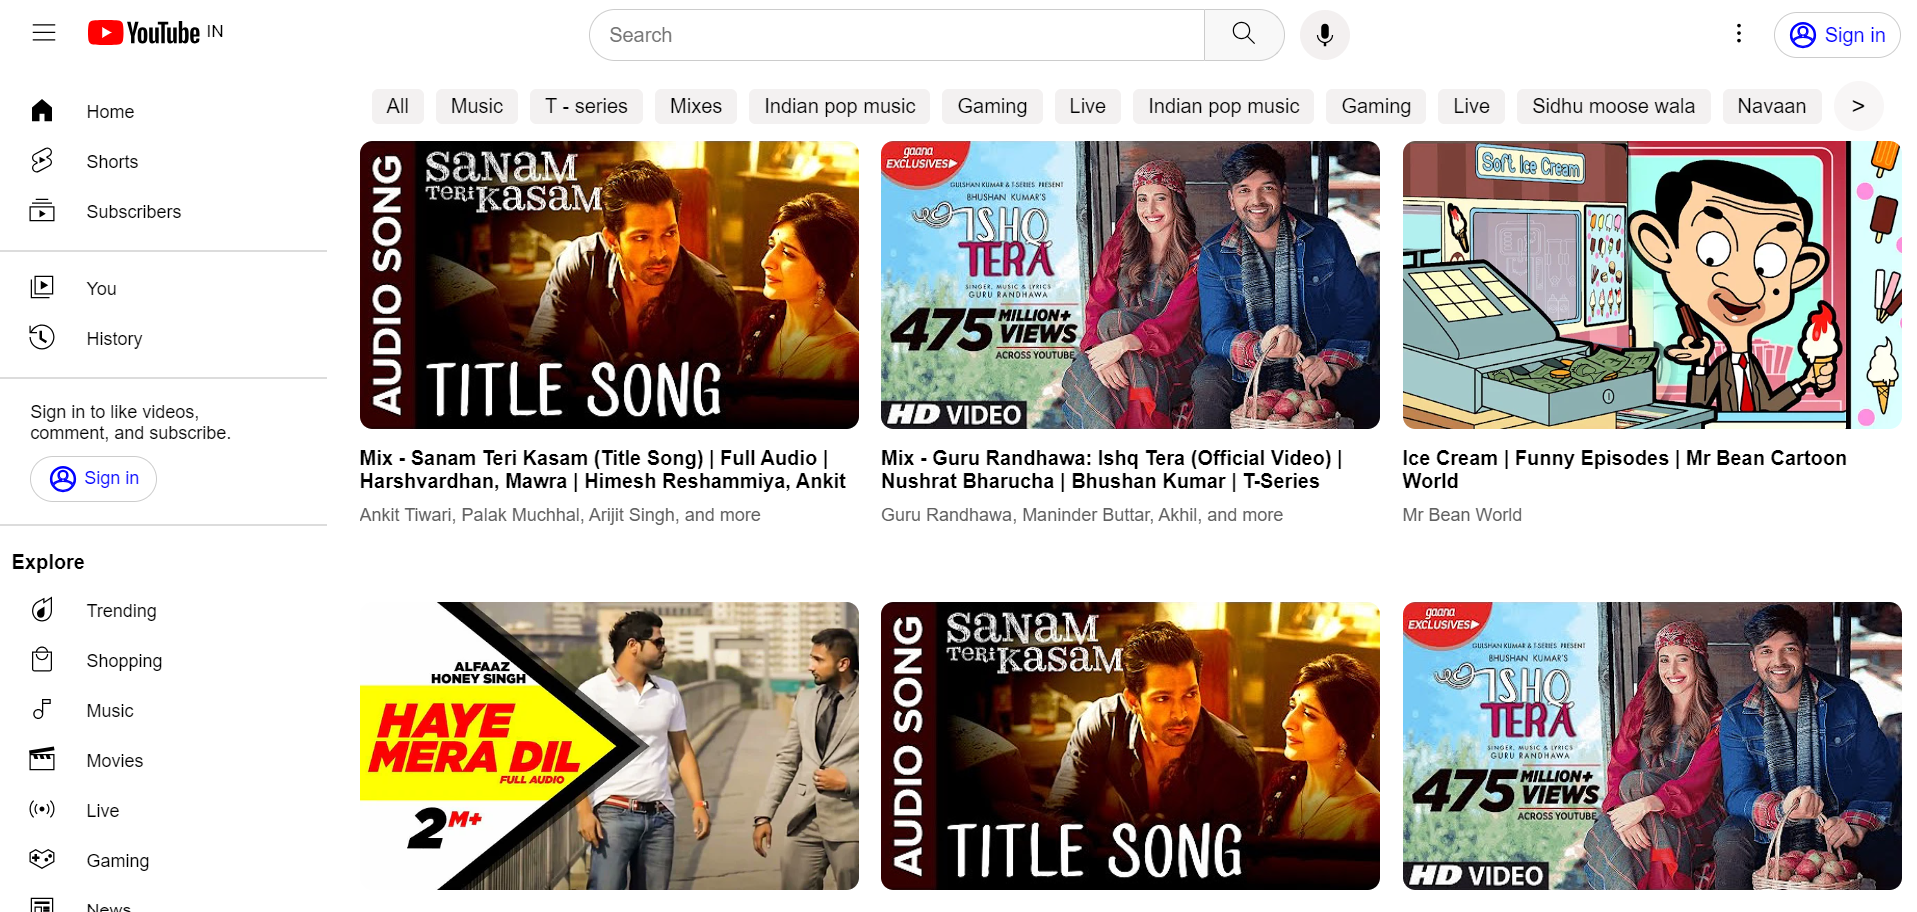 YouTube IN
Search
Sign in
Home
Shorts
Subscribers
You
History
Sign in to like videos,
comment, and subscribe.
Sign in
Explore
Trending
Shopping
Music
Movies
Live
Gaming
News
All Music T - series Mixes Indian pop music Gaming Live Indian pop music Gaming Live Sidhu moose wala Navaan >
AUDIO SONG
SANAM
TERI KASAM
TITLE SONG
Mix - Sanam Teri Kasam (Title Song) | Full Audio |
Harshvardhan, Mawra | Himesh Reshammiya, Ankit
Ankit Tiwari, Palak Muchhal, Arijit Singh, and more
gaana
EXCLUSIVES
GULSHAN KUMAR & T-SERIES PRESENT
BHUSHAN KUMAR'S
ISHQ
TERA
SINGER, MUSIC & LYRICS
GURU RANDHAWA
475 MILLION+
VIEWS
ACROSS YOUTUBE
HD VIDEO
Mix - Guru Randhawa: Ishq Tera (Official Video) |
Nushrat Bharucha | Bhushan Kumar | T-Series
Guru Randhawa, Maninder Buttar, Akhil, and more
Soft Ice Cream
Ice Cream | Funny Episodes | Mr Bean Cartoon
World
Mr Bean World
ALFAAZ
HONEY SINGH
HAYE
MERA DIL
FULL AUDIO
2M+
AUDIO SONG
SANAM
TERI KASAM
TITLE SONG
gaana
EXCLUSIVES
GULSHAN KUMAR & T-SERIES PRESENT
BHUSHAN KUMAR'S
ISHQ
TERA
SINGER, MUSIC & LYRICS
GURU RANDHAWA
475 MILLION+
VIEWS
ACROSS YOUTUBE
HD VIDEO